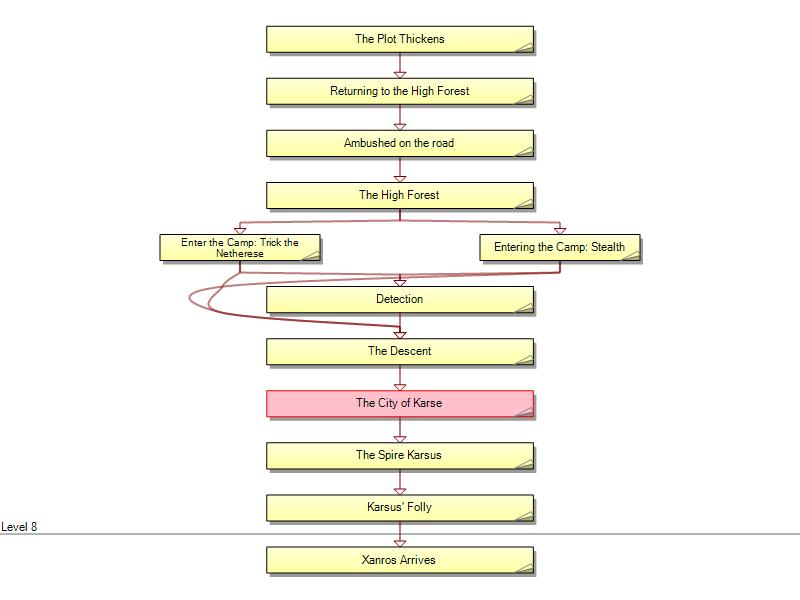 The Plot Thickens
Returning to the High Forest
Ambushed on the road
The High Forest
Enter the Camp: Trick the
Netherese
Entering the Camp: Stealth
Detection
The Descent
The City of Karse
The Spire Karsus
Karsus' Folly
Level 8
Xanros Arrives